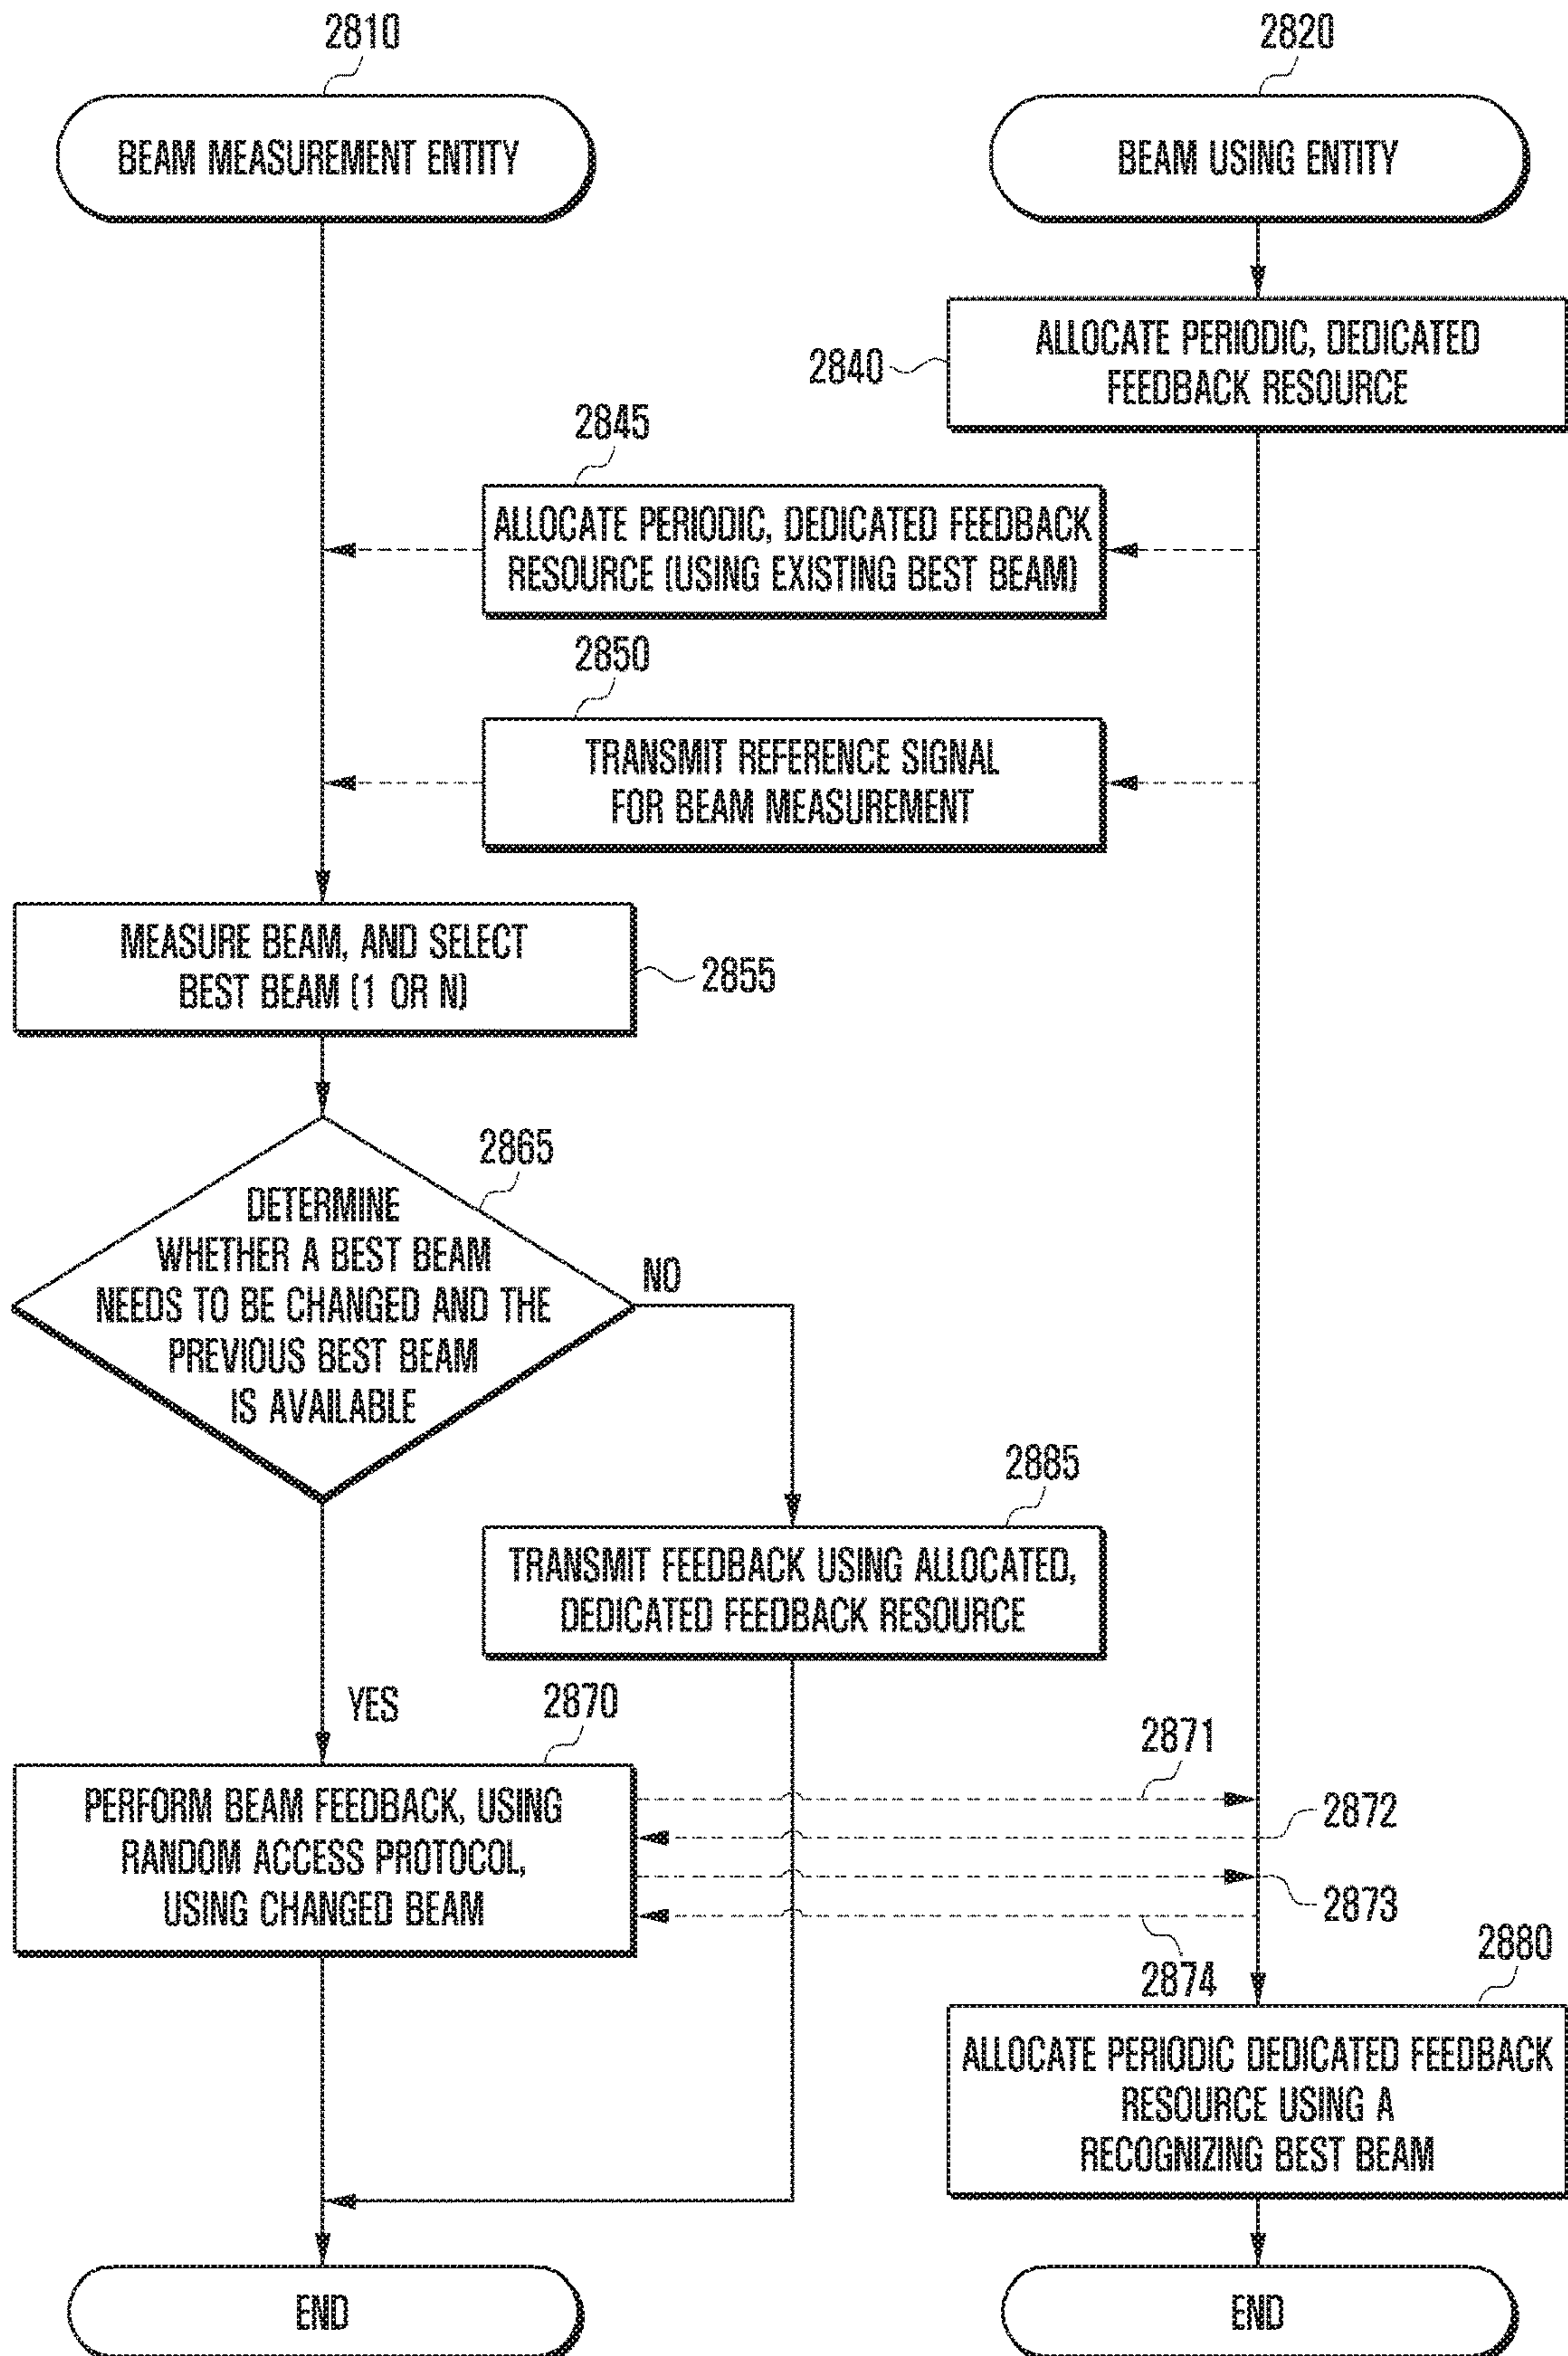 2810
2820
BEAM MEASUREMENT ENTITY
BEAM USING ENTITY
2840
ALLOCATE PERIODIC, DEDICATED
FEEDBACK RESOURCE
2845
ALLOCATE PERIODIC, DEDICATED FEEDBACK
RESOURCE (USING EXISTING BEST BEAM)
2850
TRANSMIT REFERENCE SIGNAL
FOR BEAM MEASUREMENT
MEASURE BEAM, AND SELECT
BEST BEAM (1 OR N)
2855
2865
DETERMINE
WHETHER A BEST BEAM
NEEDS TO BE CHANGED AND THE
PREVIOUS BEST BEAM
IS AVAILABLE
NO
2885
TRANSMIT FEEDBACK USING ALLOCATED,
DEDICATED FEEDBACK RESOURCE
YES
2870
PERFORM BEAM FEEDBACK, USING
RANDOM ACCESS PROTOCOL,
USING CHANGED BEAM
2871
2872
2873
2874
2880
ALLOCATE PERIODIC DEDICATED FEEDBACK
RESOURCE USING A
RECOGNIZING BEST BEAM
END
END